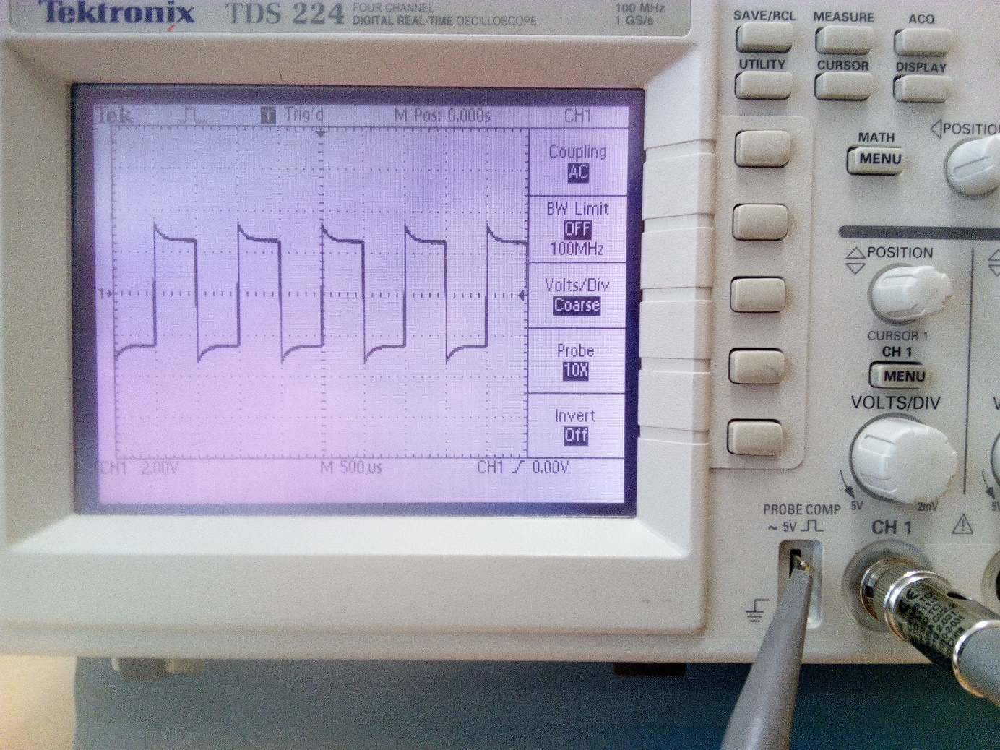 Tektronix TDS 224 FOUR CHANNEL DIGITAL REAL-TIME OSCILLOSCOPE 100 MHz 1 GS/s
SAVE/RCL MEASURE ACQ
UTILITY CURSOR DISPLAY
Tek T Trig'd M Pos: 0.000s CH1
Coupling
AC
BW Limit
OFF
100MHz
Volts/Div
Coarse
Probe
10X
Invert
Off
1
CH1 2.00V M 500us CH1 0.00V
MATH
MENU
POSITION
CURSOR 1
CH 1
MENU
VOLTS/DIV
5V 2mV
PROBE COMP
~ 5V
CH 1